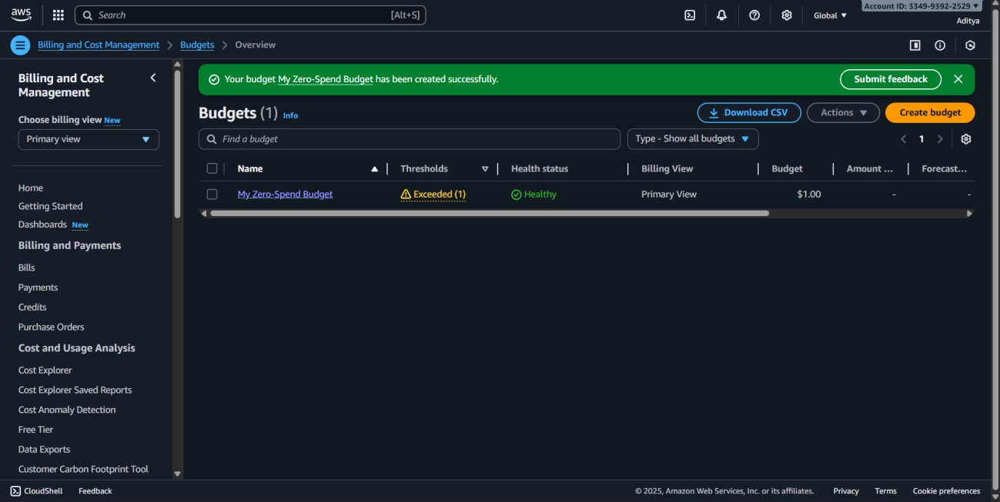 aws
Search [Alt+S]
Global
Account ID: 3349-9392-2529
Aditya
Billing and Cost Management > Budgets > Overview
Billing and Cost
Management
Choose billing view New
Primary view
Home
Getting Started
Dashboards New
Billing and Payments
Bills
Payments
Credits
Purchase Orders
Cost and Usage Analysis
Cost Explorer
Cost Explorer Saved Reports
Cost Anomaly Detection
Free Tier
Data Exports
Customer Carbon Footprint Tool
Your budget My Zero-Spend Budget has been created successfully.
Submit feedback
Budgets (1) Info
Download CSV
Actions
Create budget
Find a budget
Type - Show all budgets
1
Name Thresholds Health status Billing View Budget Amount ... Forecast...
My Zero-Spend Budget Exceeded (1) Healthy Primary View $1.00 - -
CloudShell Feedback
© 2025, Amazon Web Services, Inc. or its affiliates. Privacy Terms Cookie preferences